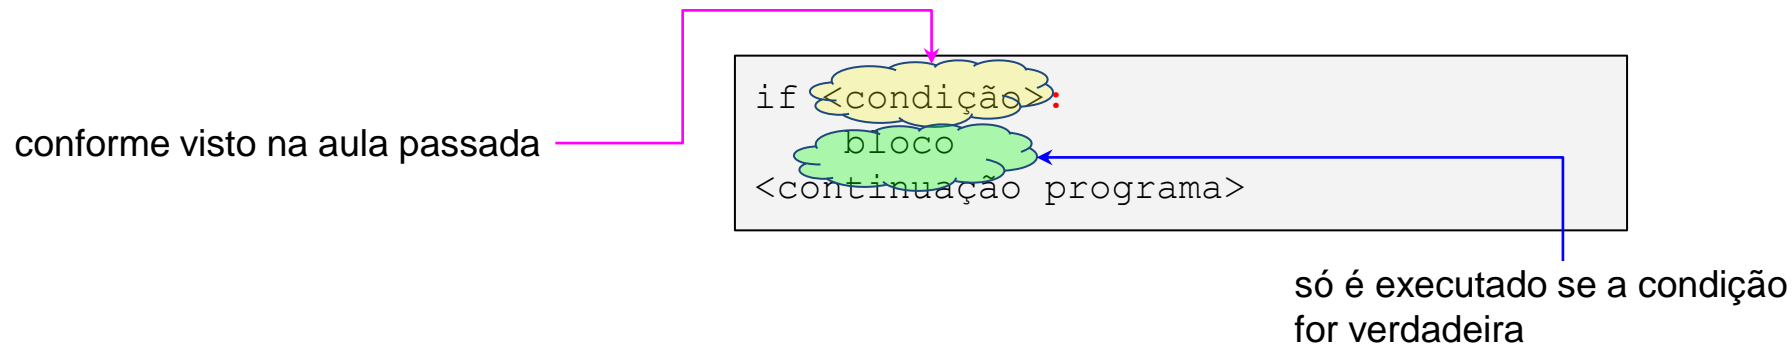 if <condição>:
conforme visto na aula passada
bloco
<continuação programa>
só é executado se a condição
for verdadeira